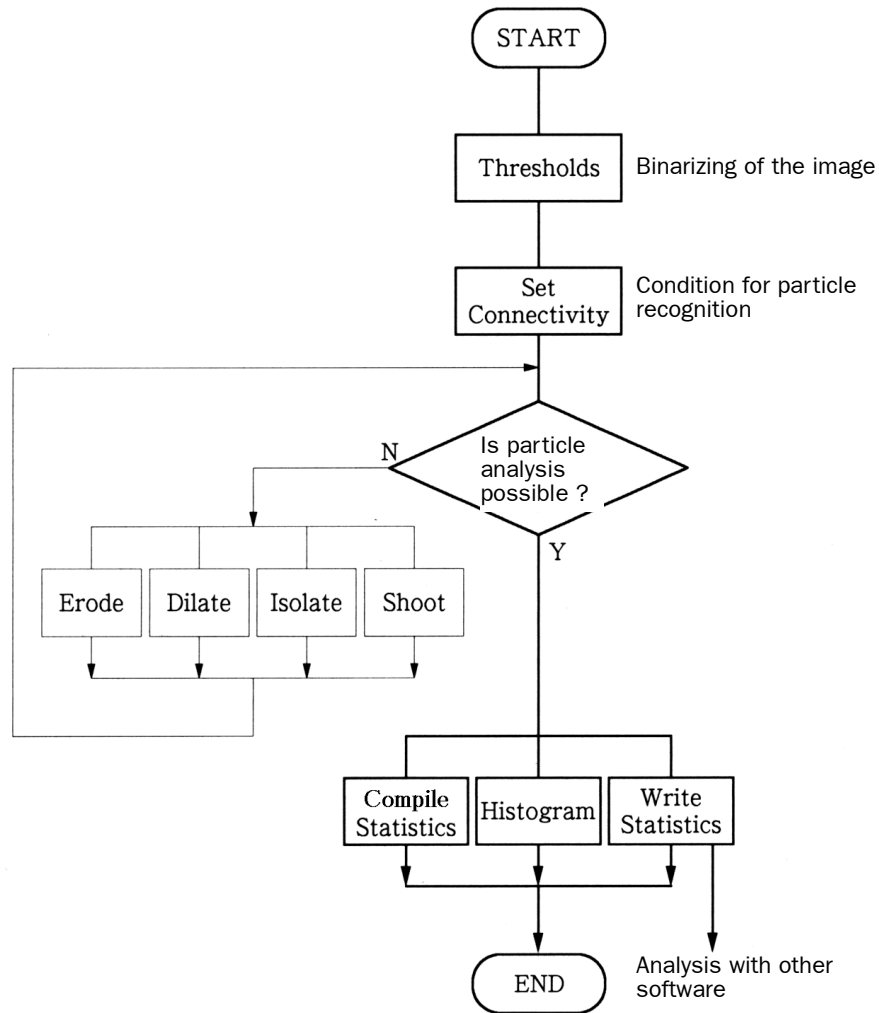 START
Thresholds
Binarizing of the image
Set
Connectivity
Condition for particle
recognition
N
Is particle
analysis
possible ?
Y
Erode
Dilate
Isolate
Shoot
Compile
Statistics
Histogram
Write
Statistics
END
Analysis with other
software